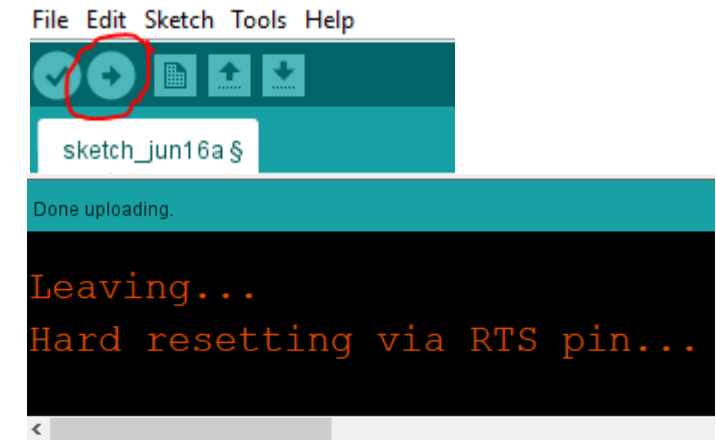 File Edit Sketch Tools Help
sketch_jun16a §
Done uploading.
Leaving...
Hard resetting via RTS pin...